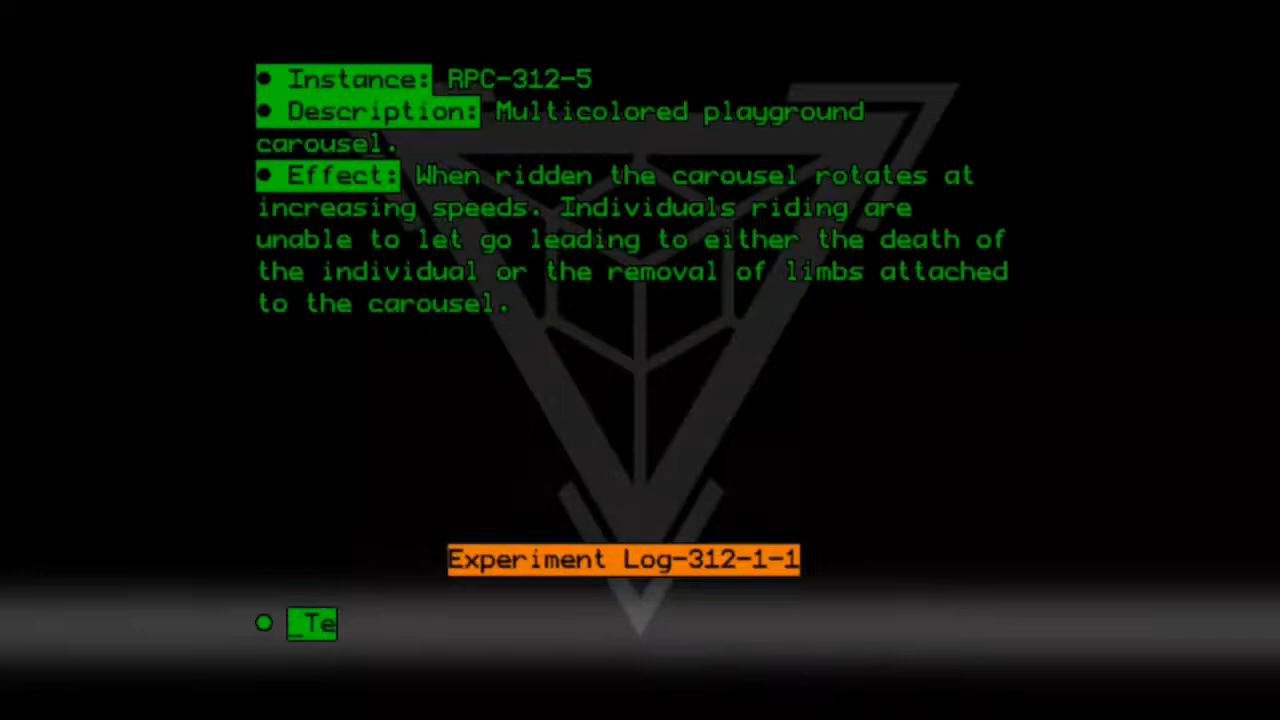 • Instance: RPC-312-5
• Description: Multicolored playground
carousel.
• Effect: When ridden the carousel rotates at
increasing speeds. Individuals riding are
unable to let go leading to either the death of
the individual or the removal of limbs attached
to the carousel.
Experiment Log-312-1-1
• _Te